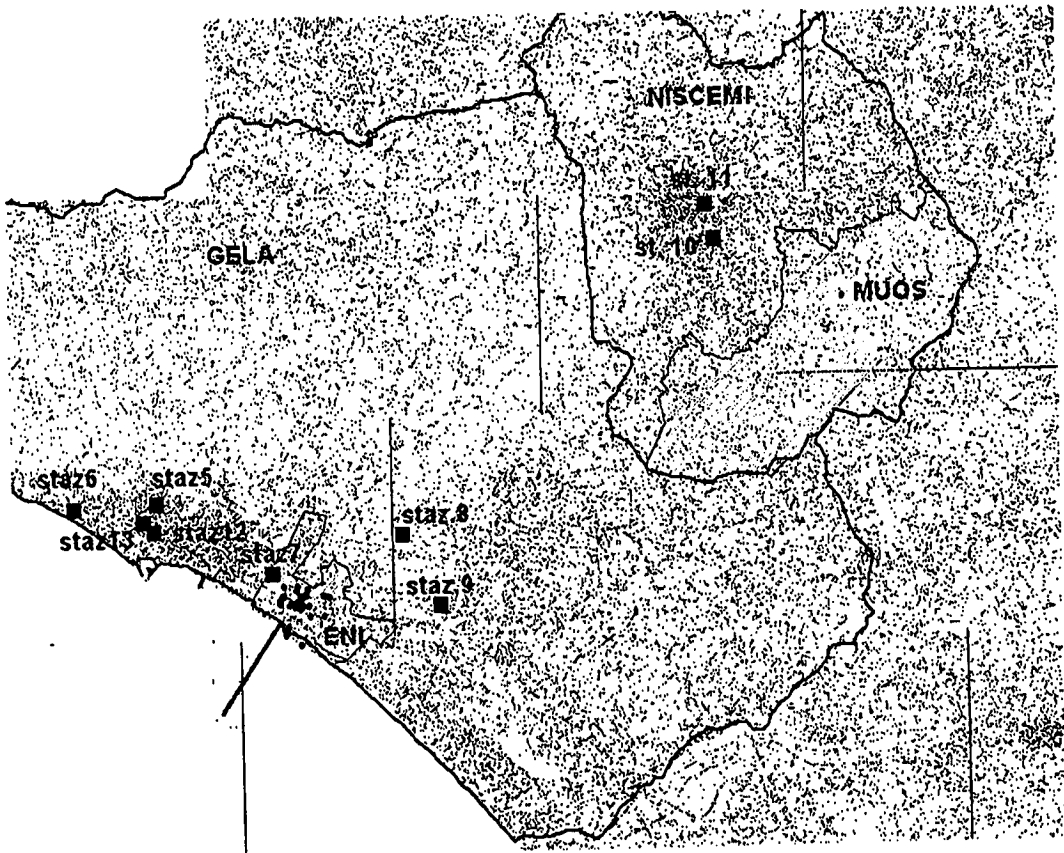 NISCEMI
st. 11
st. 10
GELA
MUOS
staz6
staz5
staz13
staz12
staz7
staz.8
staz.9
ENI